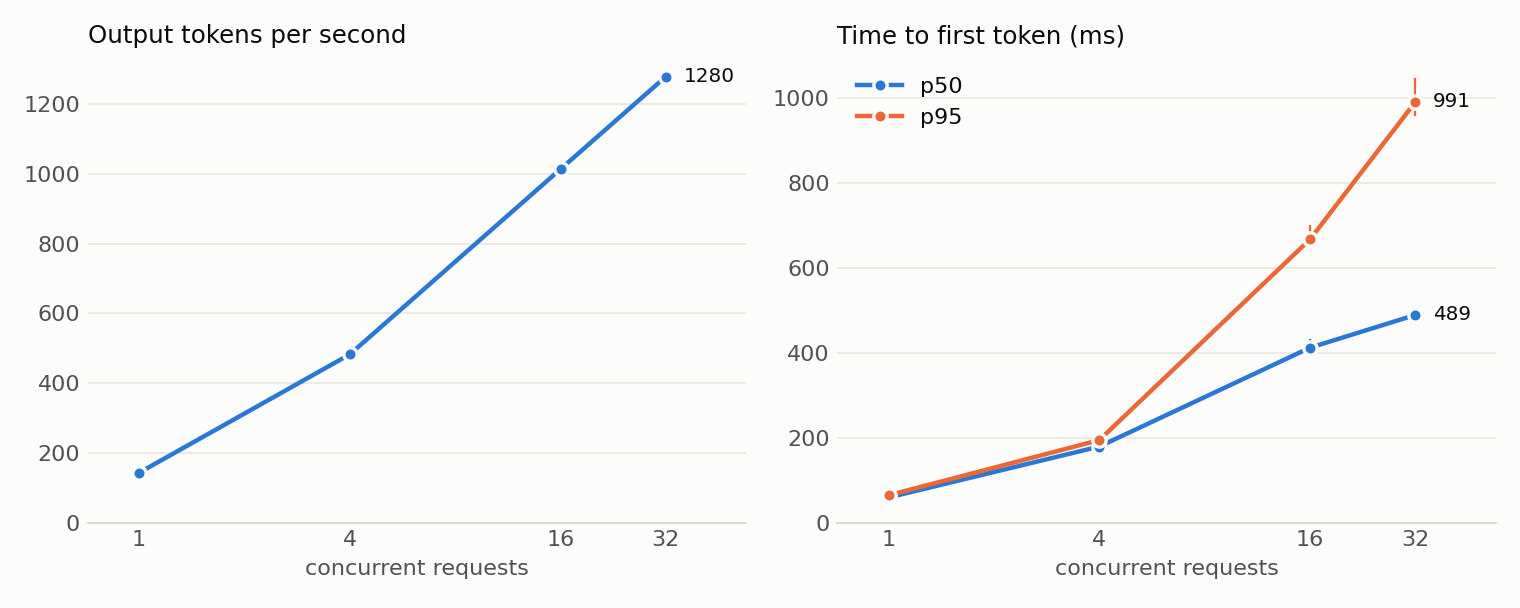 Output tokens per second
1280
1200
1000
800
600
400
200
0
1 4 16 32
concurrent requests
Time to first token (ms)
p50
p95
991
489
1000
800
600
400
200
0
1 4 16 32
concurrent requests